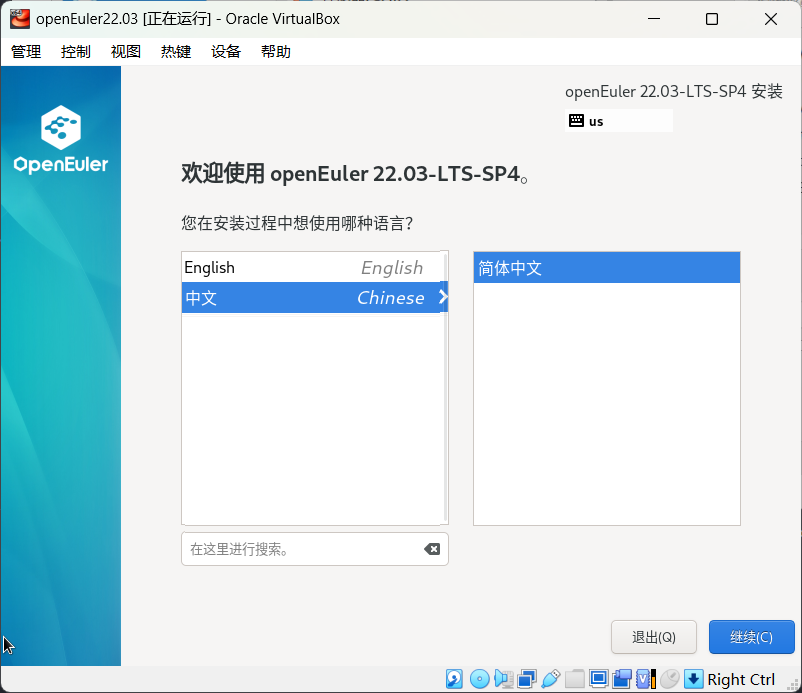 openEuler22.03 [正在运行] - Oracle VirtualBox
管理 控制 视图 热键 设备 帮助
openEuler
openEuler 22.03-LTS-SP4 安装
us
欢迎使用 openEuler 22.03-LTS-SP4。
您在安装过程中想使用哪种语言？
English English
中文 Chinese
简体中文
在这里进行搜索。
退出(Q) 继续(C)
Right Ctrl